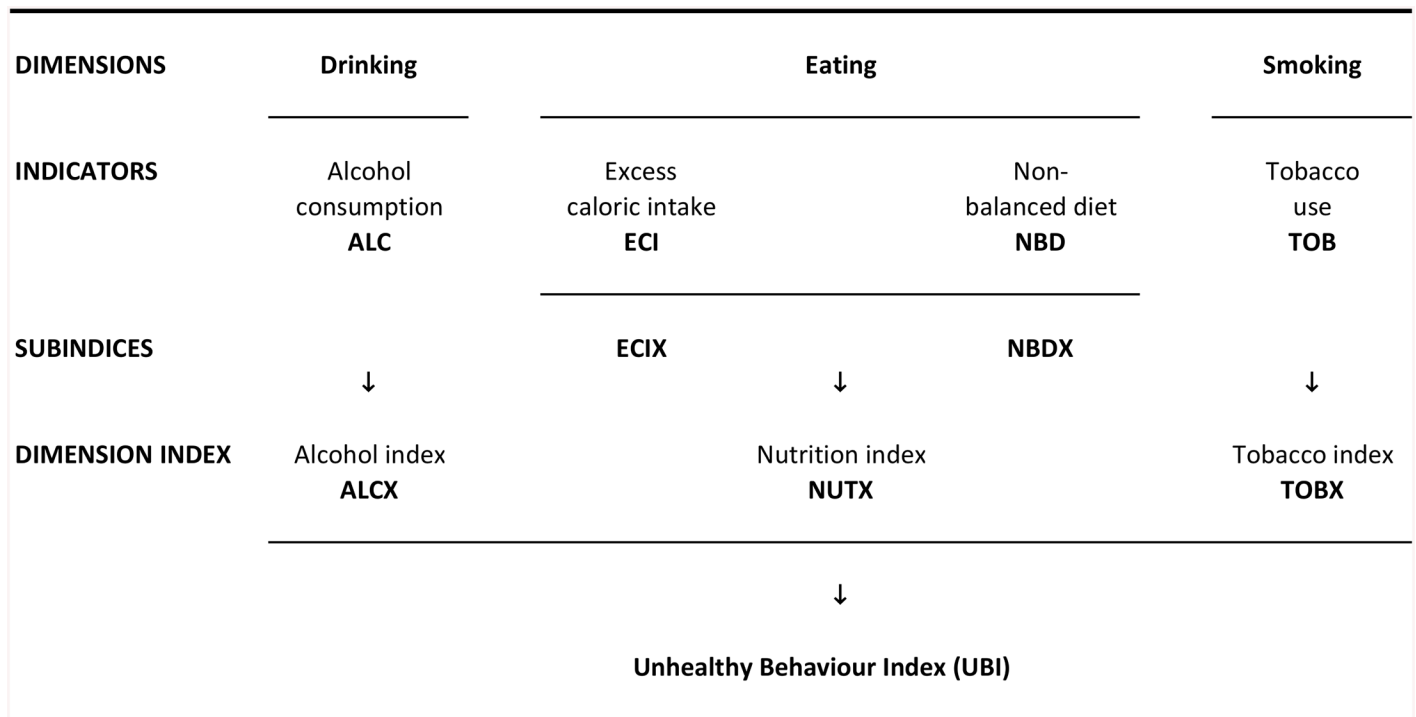 DIMENSIONS Drinking Eating Smoking
INDICATORS Alcohol Excess Non- Tobacco
consumption caloric intake balanced diet use
ALC ECI NBD TOB
SUBINDICES ECIX NBDX
↓ ↓ ↓
DIMENSION INDEX Alcohol index Nutrition index Tobacco index
ALCX NUTX TOBX
↓
Unhealthy Behaviour Index (UBI)